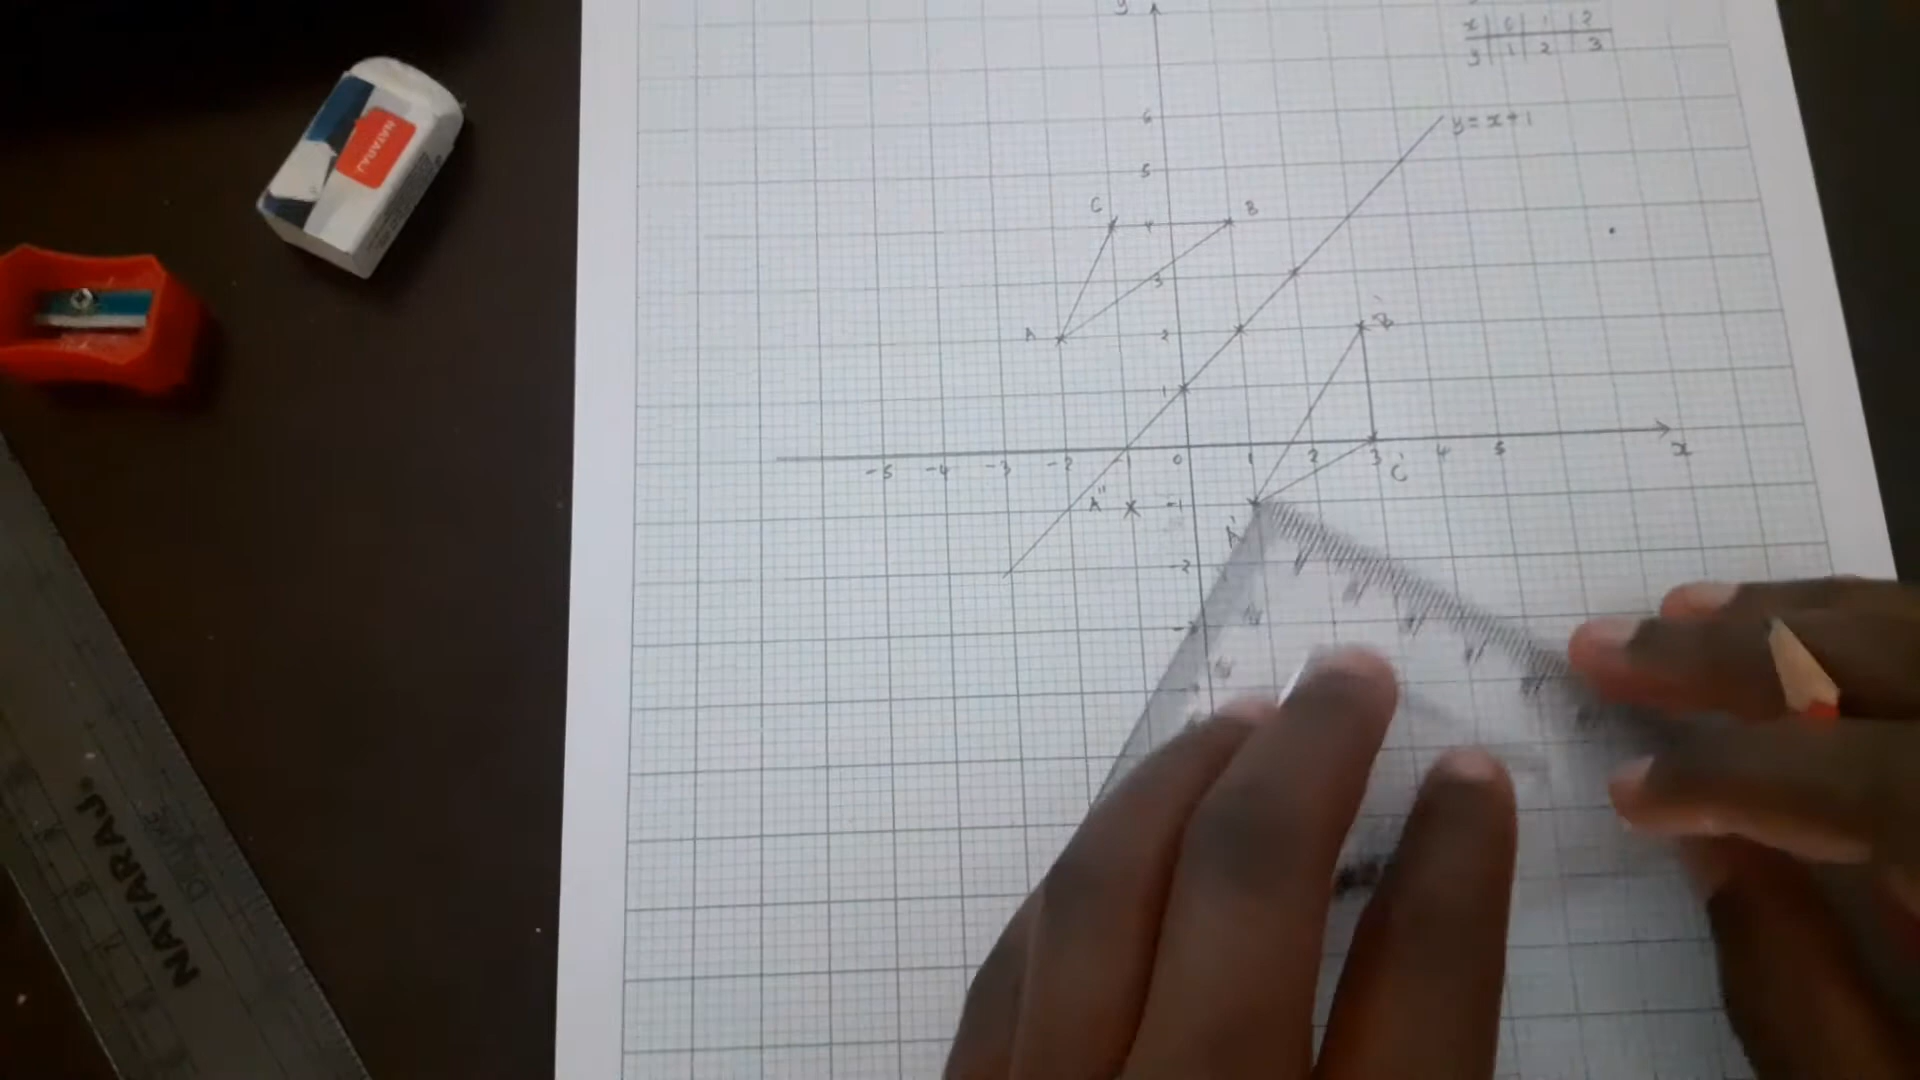 y
x 0 1 2
y 1 2 3
6
y = x + 1
5
C B
4
3
B'
A 2
1
-5 -4 -3 -2 -1 0 1 2 3 4 5 x
C'
A" -1
A'
-2
NATARAJ
NATARAJ.